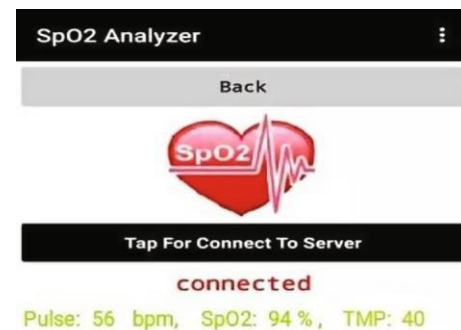 SpO2 Analyzer
Back
SpO2
Tap For Connect To Server
connected
Pulse: 56 bpm, SpO2: 94 %, TMP: 40